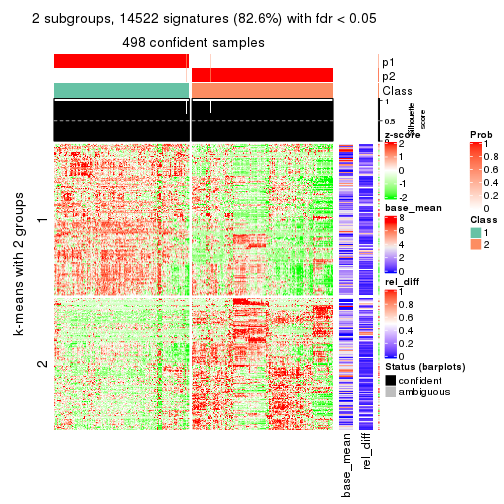 2 subgroups, 14522 signatures (82.6%) with fdr < 0.05
498 confident samples
p1
p2
Class
1
0.5
0
Silhouette
score
k-means with 2 groups
1
2
base_mean
rel_diff
z-score
2
1
0
-1
-2
base_mean
8
6
4
2
0
rel_diff
1
0.8
0.6
0.4
0.2
0
Status (barplots)
confident
ambiguous
Prob
1
0.8
0.6
0.4
0.2
0
Class
1
2